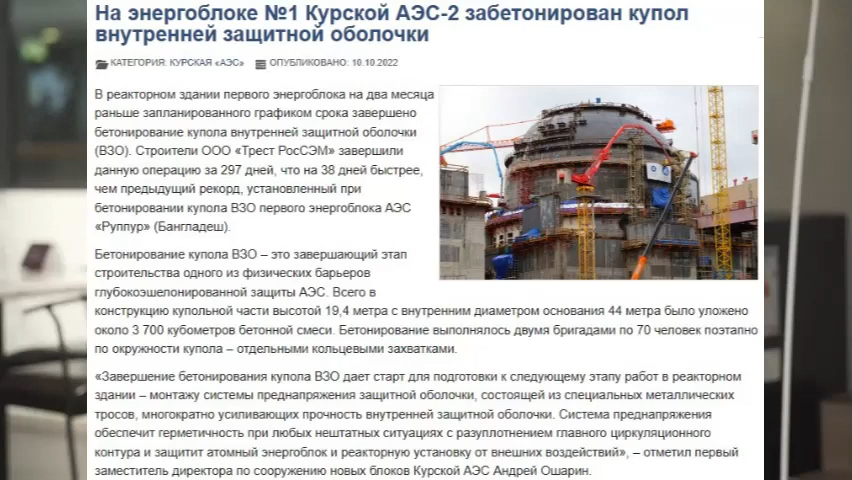 На энергоблоке №1 Курской АЭС-2 забетонирован купол
внутренней защитной оболочки
КАТЕГОРИЯ: КУРСКАЯ «АЭС» ОПУБЛИКОВАНО: 10.10.2022
В реакторном здании первого энергоблока на два месяца
раньше запланированного графиком срока завершено
бетонирование купола внутренней защитной оболочки
(ВЗО). Строители ООО «Трест РосСЭМ» завершили
данную операцию за 297 дней, что на 38 дней быстрее,
чем предыдущий рекорд, установленный при
бетонировании купола ВЗО первого энергоблока АЭС
«Руппур» (Бангладеш).
Бетонирование купола ВЗО – это завершающий этап
строительства одного из физических барьеров
глубокоэшелонированной защиты АЭС. Всего в
конструкцию купольной части высотой 19,4 метра с внутренним диаметром основания 44 метра было уложено
около 3 700 кубометров бетонной смеси. Бетонирование выполнялось двумя бригадами по 70 человек поэтапно
по окружности купола – отдельными кольцевыми захватками.
«Завершение бетонирования купола ВЗО дает старт для подготовки к следующему этапу работ в реакторном
здании – монтажу системы преднапряжения защитной оболочки, состоящей из специальных металлических
тросов, многократно усиливающих прочность внутренней защитной оболочки. Система преднапряжения
обеспечит герметичность при любых нештатных ситуациях с разуплотнением главного циркуляционного
контура и защитит атомный энергоблок и реакторную установку от внешних воздействий», – отметил первый
заместитель директора по сооружению новых блоков Курской АЭС Андрей Ошарин.